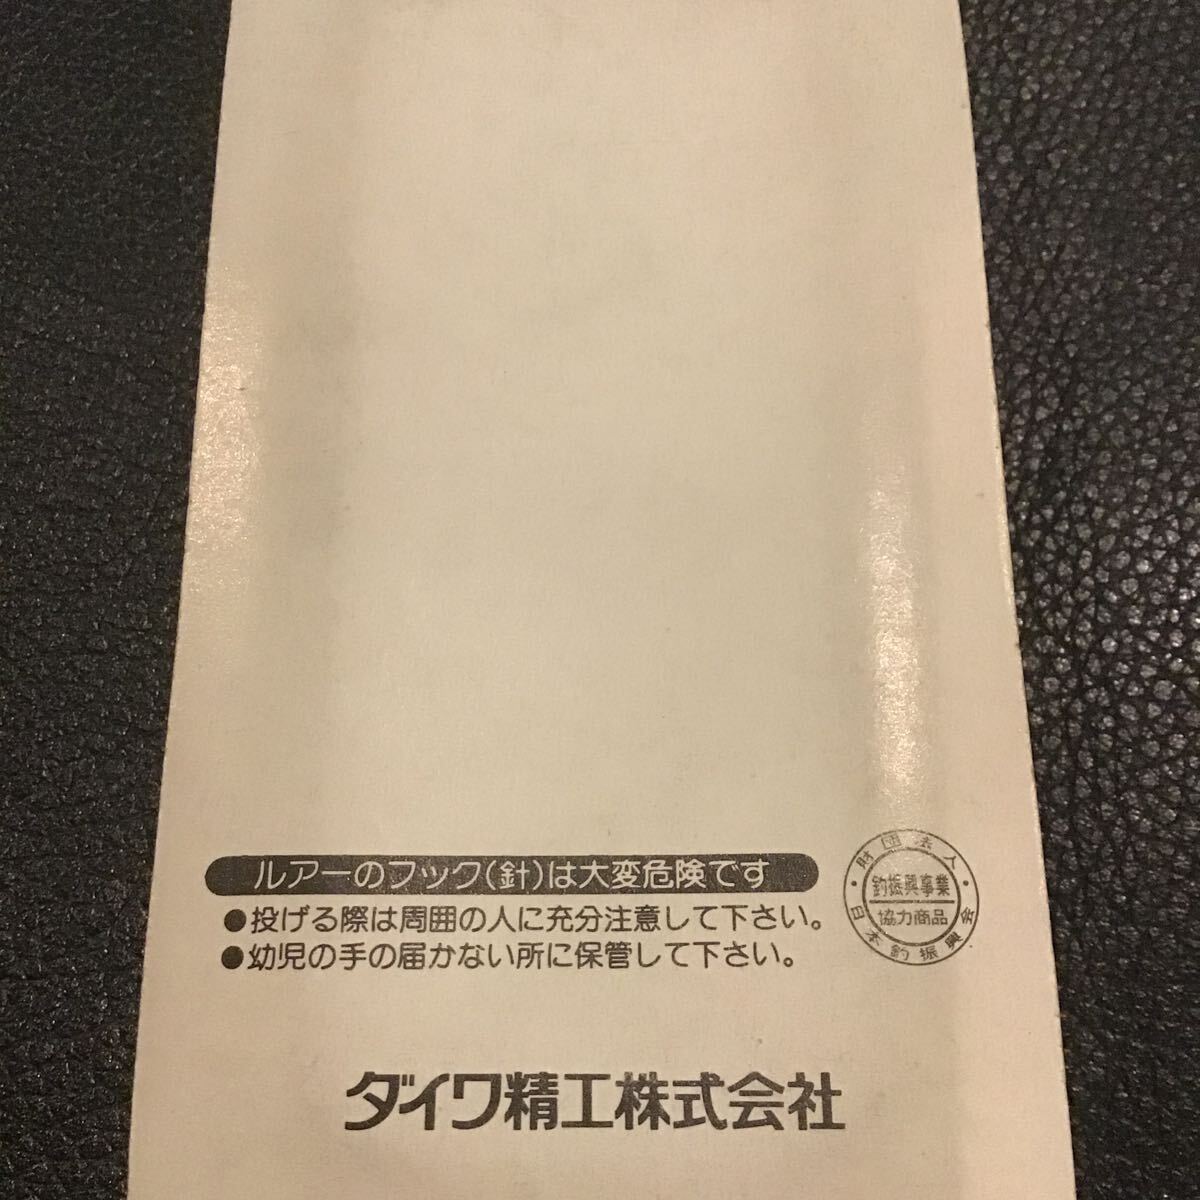 ルアーのフック(針)は大変危険です
●投げる際は周囲の人に充分注意して下さい。
●幼児の手の届かない所に保管して下さい。
・財団法人・
釣振興事業
協力商品
日本釣振興会
ダイワ精工株式会社